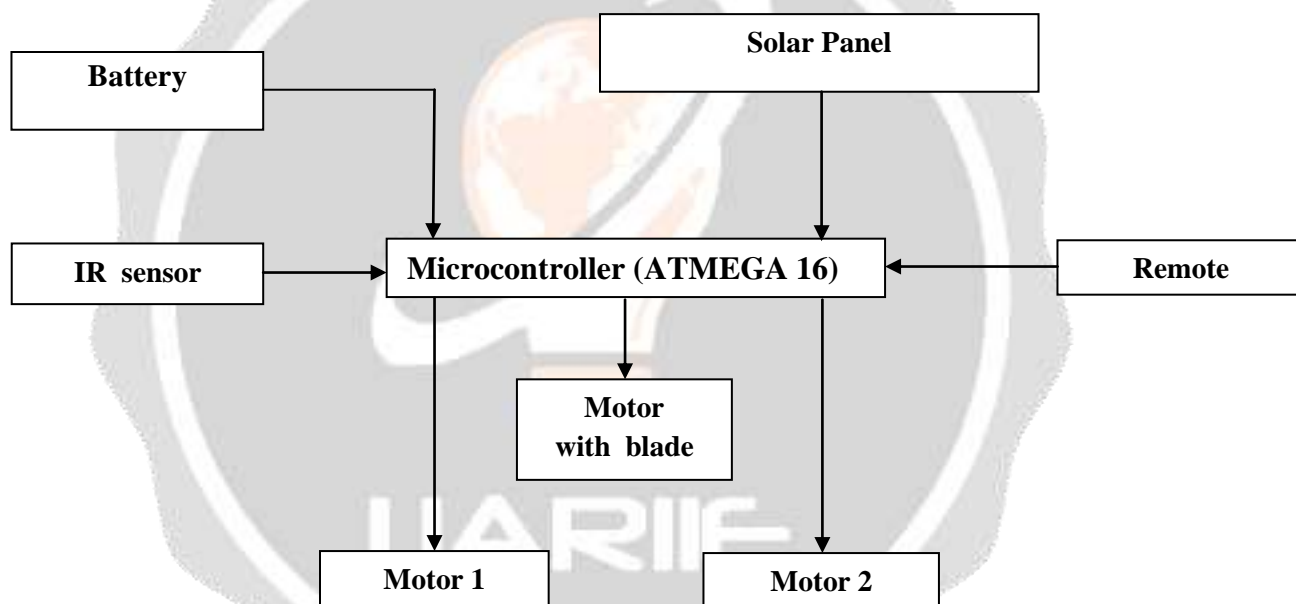 Solar Panel
Battery
IR sensor
Microcontroller (ATMEGA 16)
Remote
Motor
with blade
IJARIIE
Motor 1
Motor 2